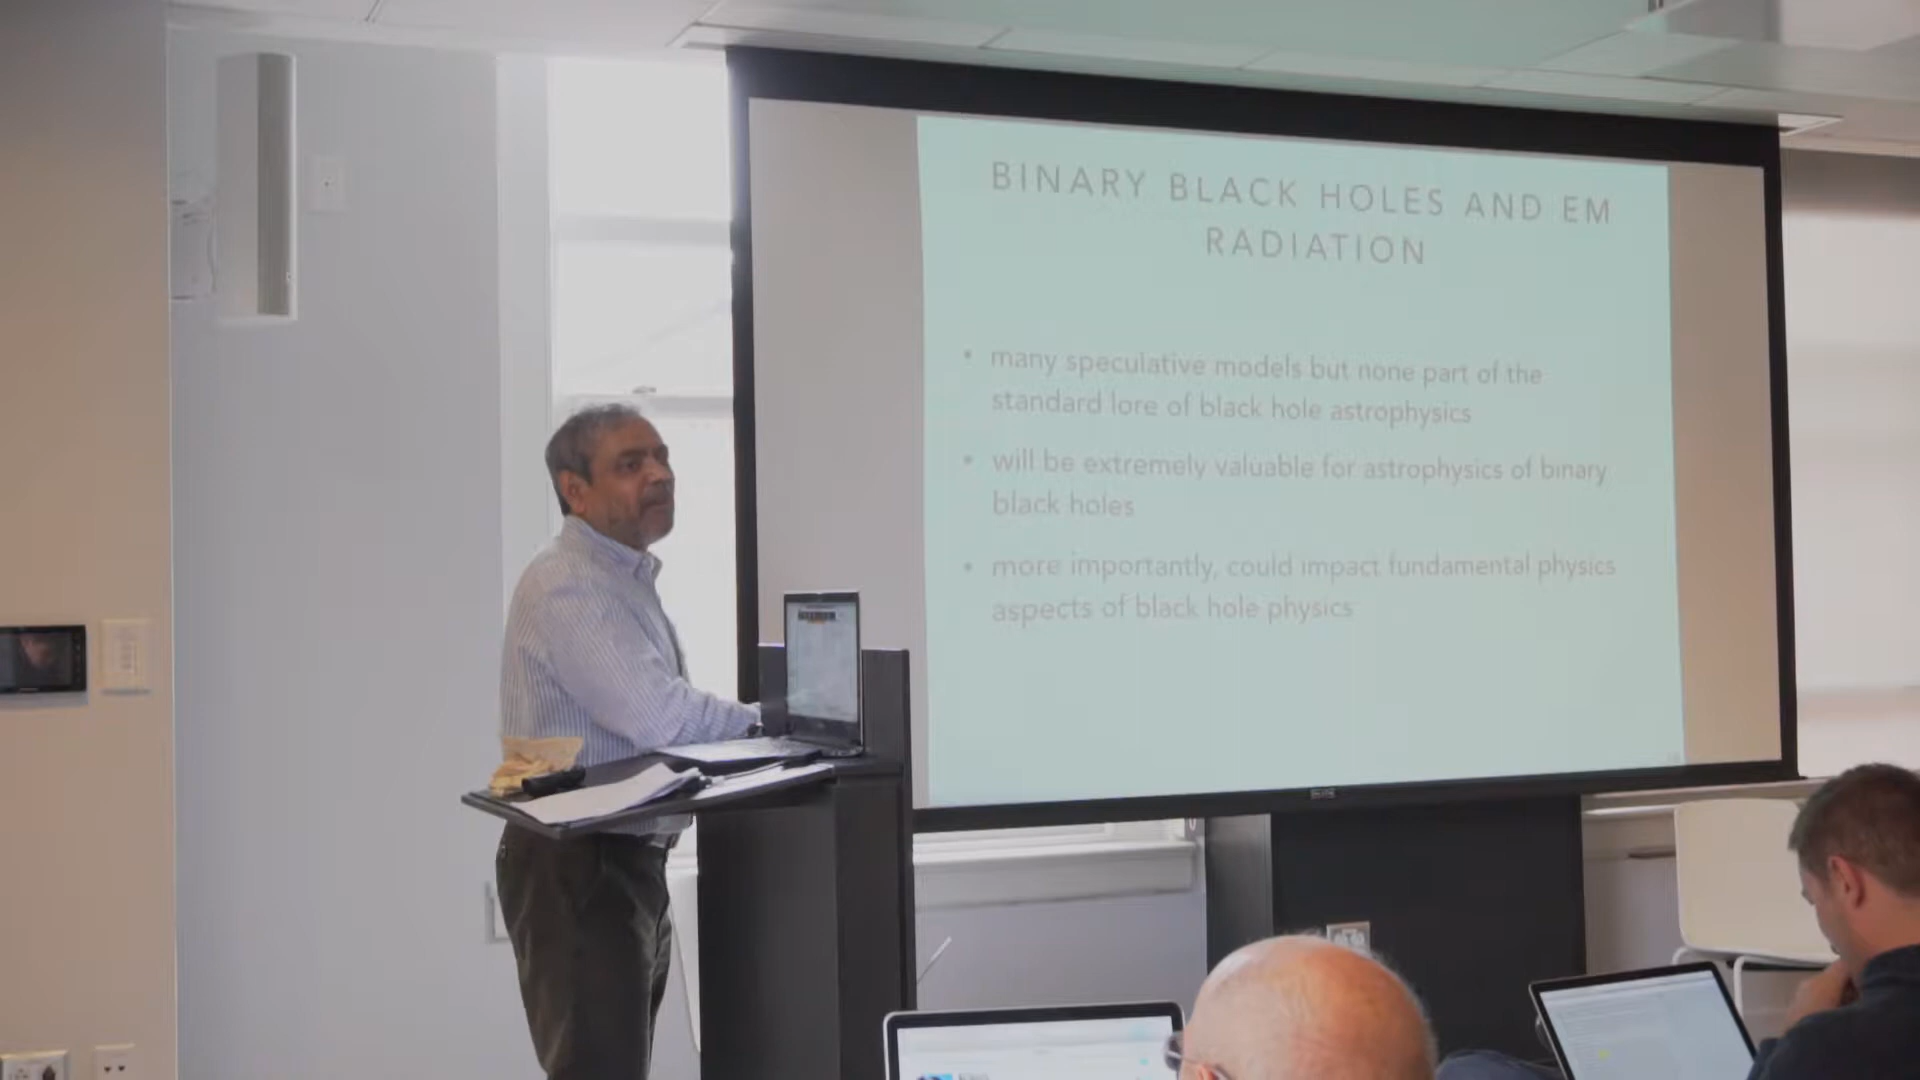 BINARY BLACK HOLES AND EM
RADIATION
• many speculative models but none part of the
standard lore of black hole astrophysics
• will be extremely valuable for astrophysics of binary
black holes
• more importantly, could impact fundamental physics
aspects of black hole physics